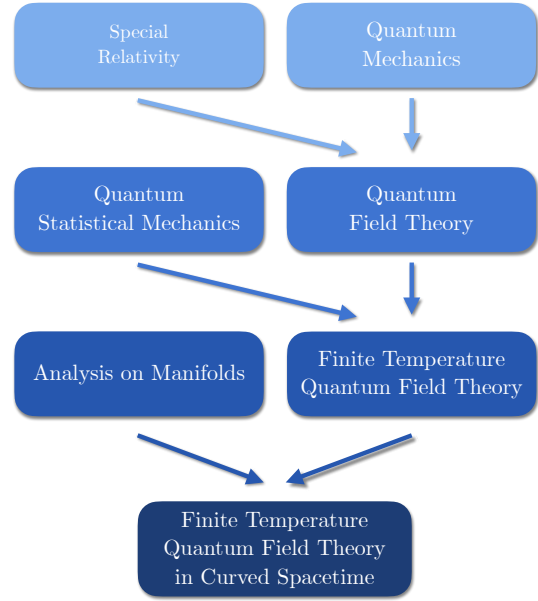 Special
Relativity
Quantum
Mechanics
Quantum
Statistical Mechanics
Quantum
Field Theory
Analysis on Manifolds
Finite Temperature
Quantum Field Theory
Finite Temperature
Quantum Field Theory
in Curved Spacetime